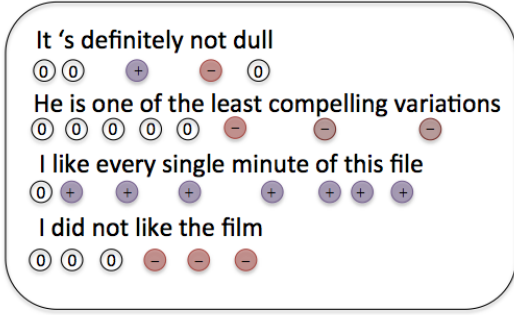 It ‘s definitely not dull
0 0 + − 0
He is one of the least compelling variations
0 0 0 0 0 − − −
I like every single minute of this file
0 + + + + + + +
I did not like the film
0 0 0 − − −